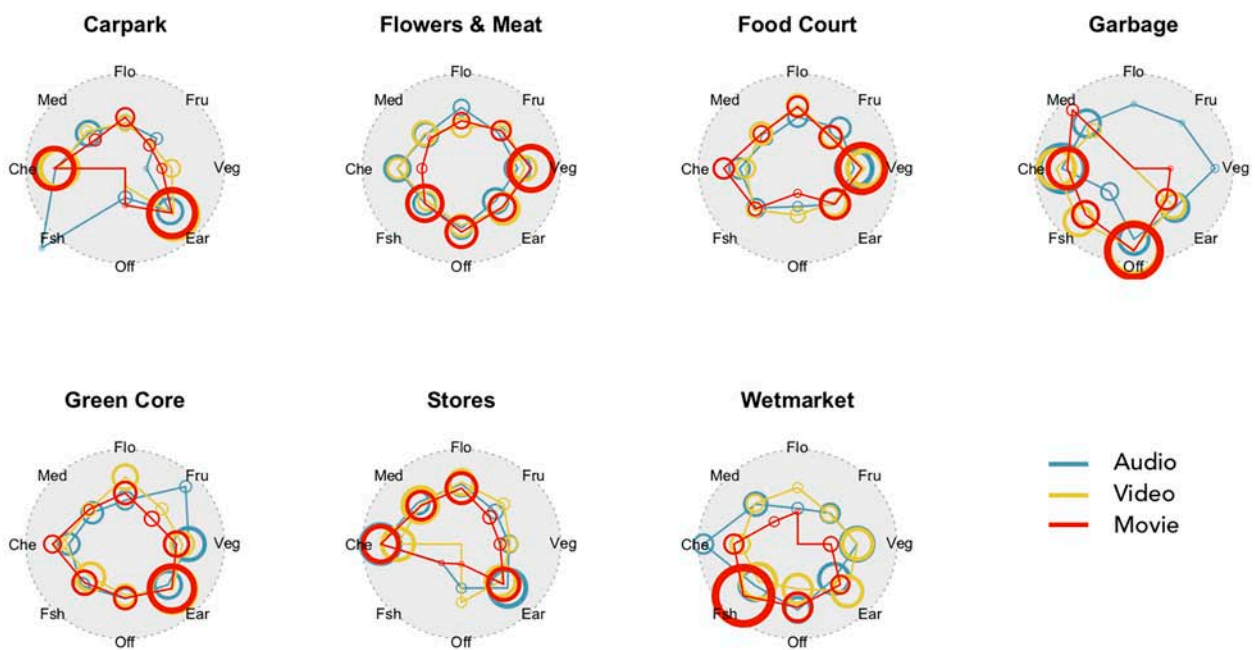 Carpark
Flo
Med
Fru
Che
Veg
Fsh
Ear
Off
Flowers & Meat
Flo
Med
Fru
Che
Veg
Fsh
Ear
Off
Food Court
Flo
Med
Fru
Che
Veg
Fsh
Ear
Off
Garbage
Flo
Med
Fru
Che
Veg
Fsh
Ear
Off
Green Core
Flo
Med
Fru
Che
Veg
Fsh
Ear
Off
Stores
Flo
Med
Fru
Che
Veg
Fsh
Ear
Off
Wetmarket
Flo
Med
Fru
Che
Veg
Fsh
Ear
Off
Audio
Video
Movie